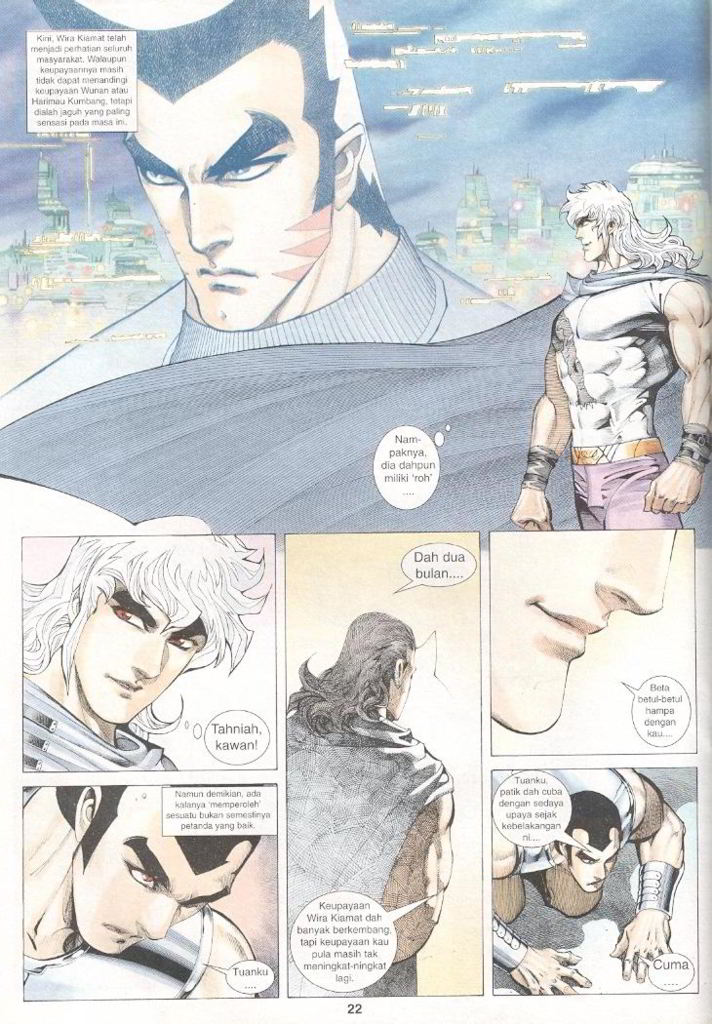 Kini, Wira Kiamat telah
menjadi perhatian seluruh
masyarakat. Walaupun
keupayaannya masih
tidak dapat menandingi
keupayaan Wunan atau
Harimau Kumbang, tetapi
dialah jaguh yang paling
sensasi pada masa ini.
Nam-
paknya,
dia dahpun
miliki 'roh'
....
Tahniah,
kawan!
Dah dua
bulan....
Beta
betul-betul
hampa
dengan
kau....
Namun demikian, ada
kalanya 'memperoleh'
sesuatu bukan semestinya
petanda yang baik.
Tuanku
....
Keupayaan
Wira Kiamat dah
banyak berkembang,
tapi keupayaan kau
pula masih tak
meningkat-ningkat
lagi.
Tuanku,
patik dah cuba
dengan sedaya
upaya sejak
kebelakangan
ni....
Cuma
....
22